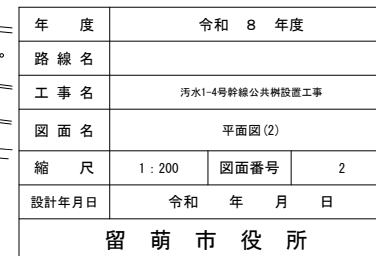 年 度 令和 8 年度
路 線 名
工 事 名 汚水1-4号幹線公共桝設置工事
図 面 名 平面図(2)
縮 尺 1：200 図面番号 2
設計年月日 令和 年 月 日
留 萌 市 役 所